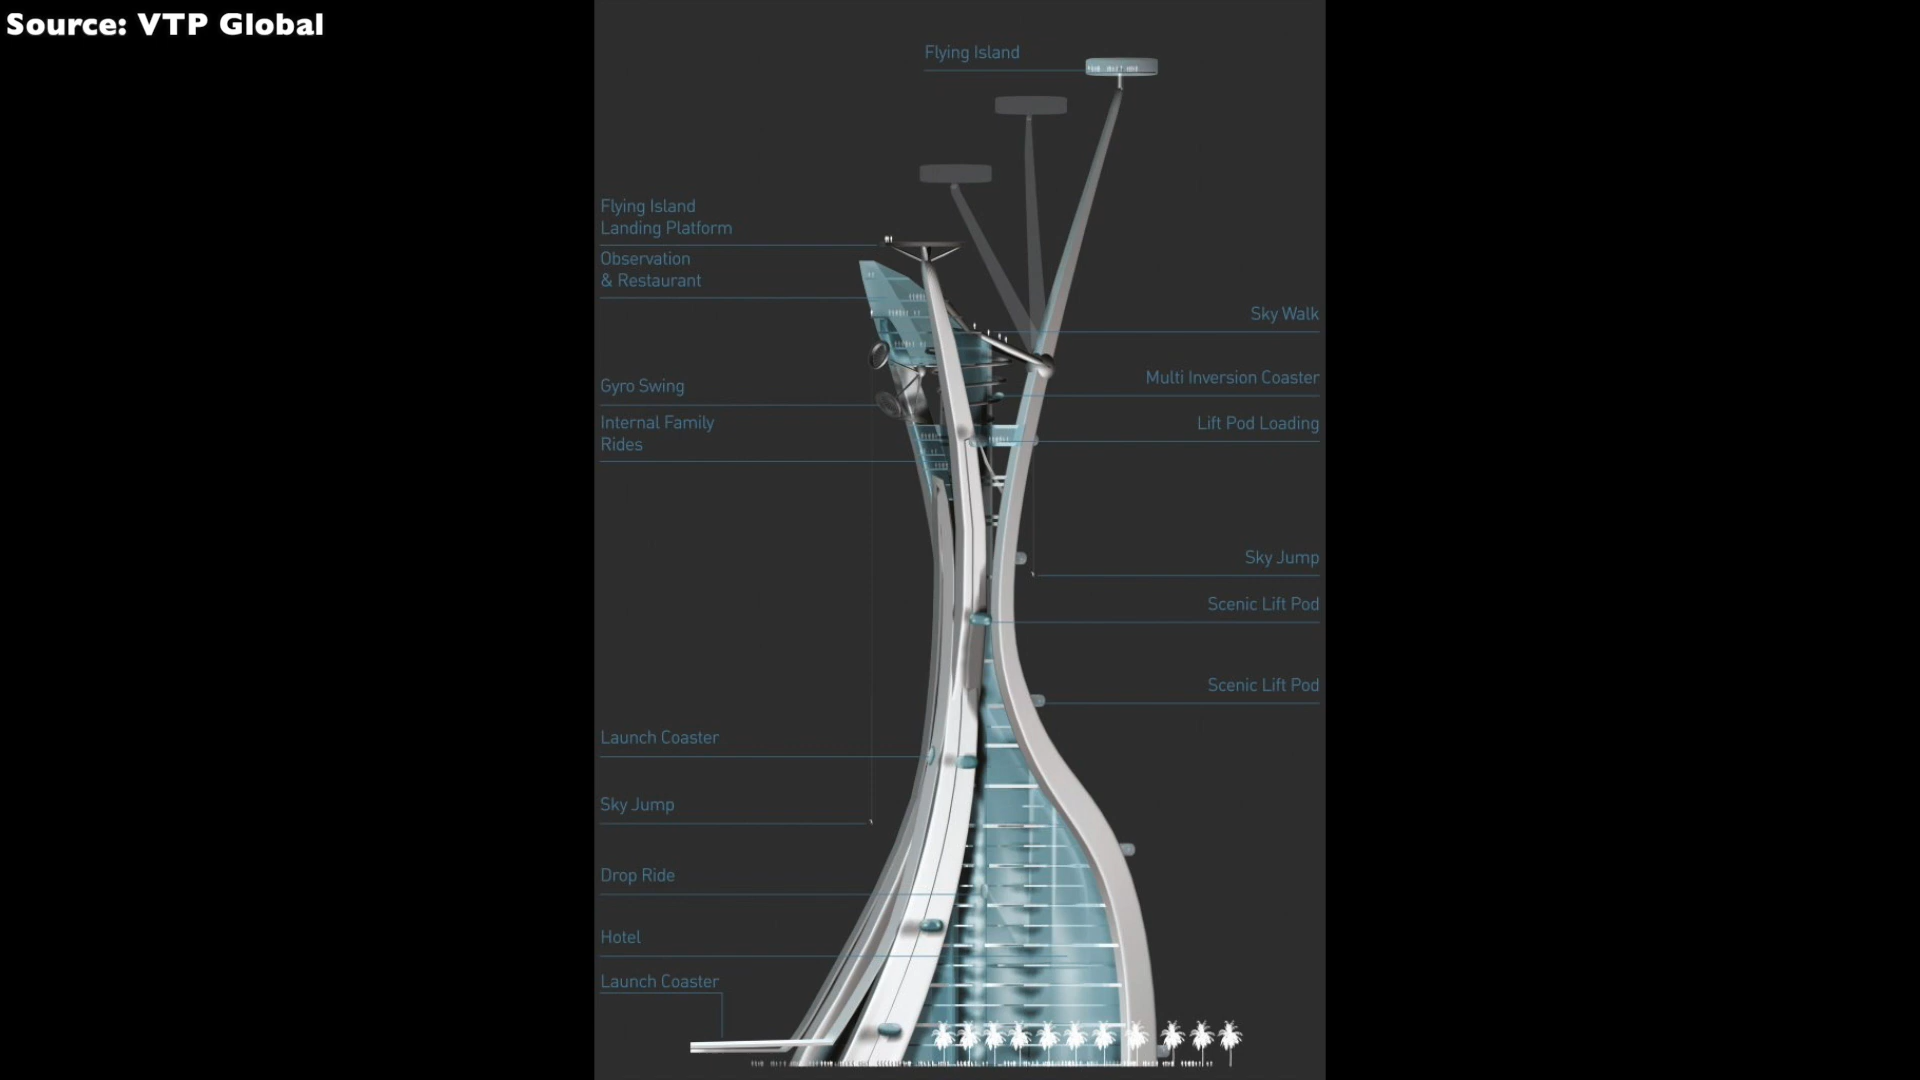 Source: VTP Global
Flying Island
Flying Island
Landing Platform
Observation
& Restaurant
Sky Walk
Multi Inversion Coaster
Gyro Swing
Lift Pod Loading
Internal Family
Rides
Sky Jump
Scenic Lift Pod
Scenic Lift Pod
Launch Coaster
Sky Jump
Drop Ride
Hotel
Launch Coaster